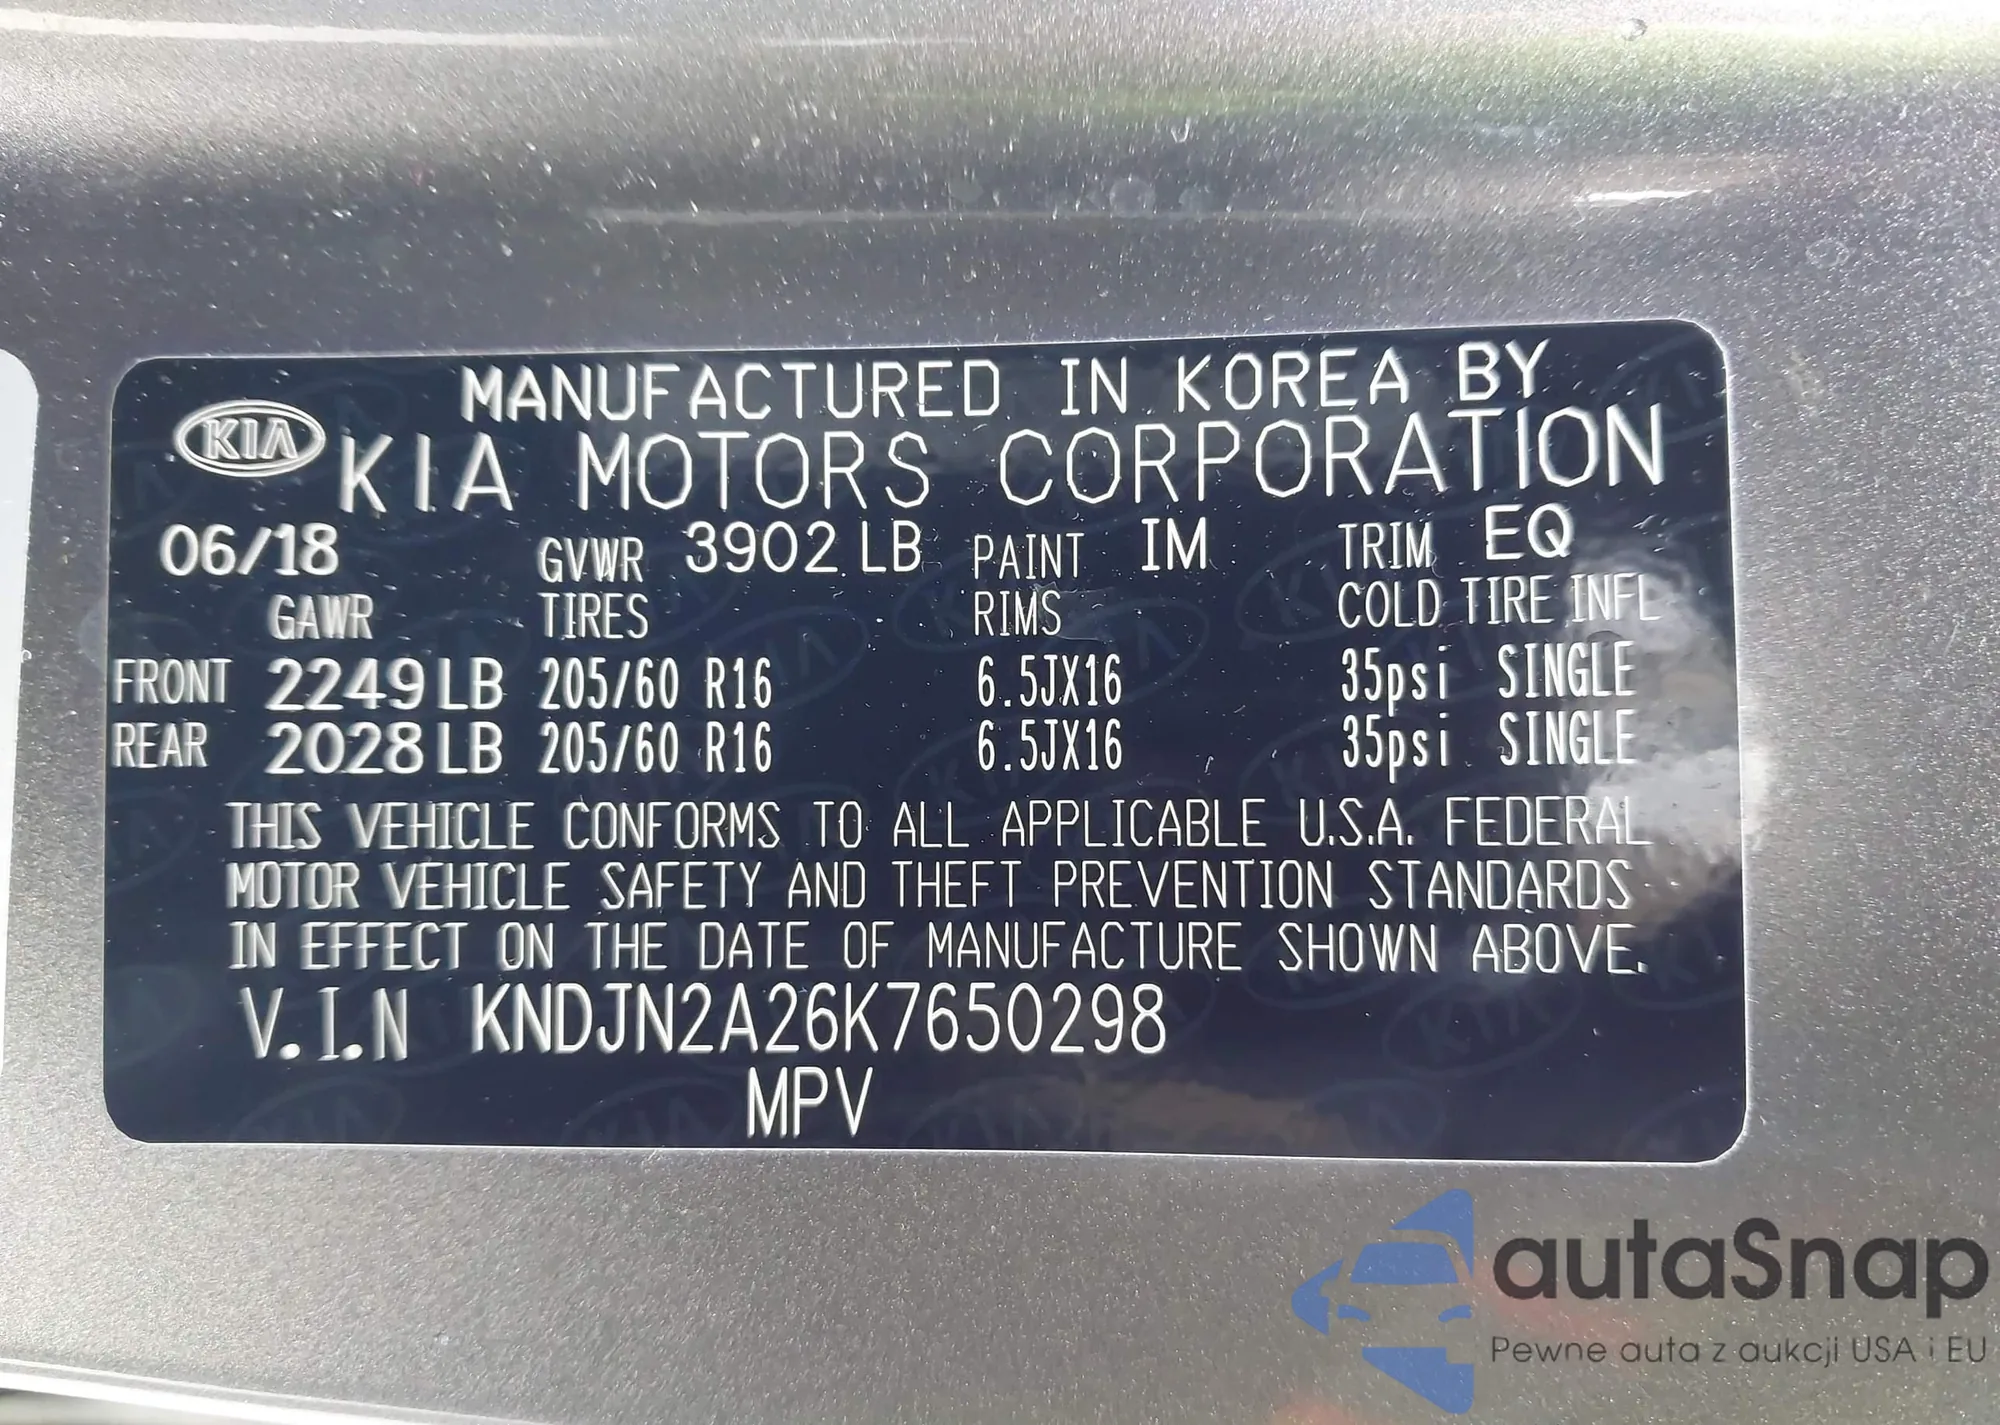 MANUFACTURED IN KOREA BY
KIA KIA MOTORS CORPORATION
06/18 GVWR 3902 LB PAINT IM TRIM EQ
GAWR TIRES RIMS COLD TIRE INFL
FRONT 2249 LB 205/60 R16 6.5JX16 35psi SINGLE
REAR 2028 LB 205/60 R16 6.5JX16 35psi SINGLE
THIS VEHICLE CONFORMS TO ALL APPLICABLE U.S.A. FEDERAL
MOTOR VEHICLE SAFETY AND THEFT PREVENTION STANDARDS
IN EFFECT ON THE DATE OF MANUFACTURE SHOWN ABOVE.
V.I.N KNDJN2A26K7650298
MPV
autaSnap
Pewne auta z aukcji USA i EU